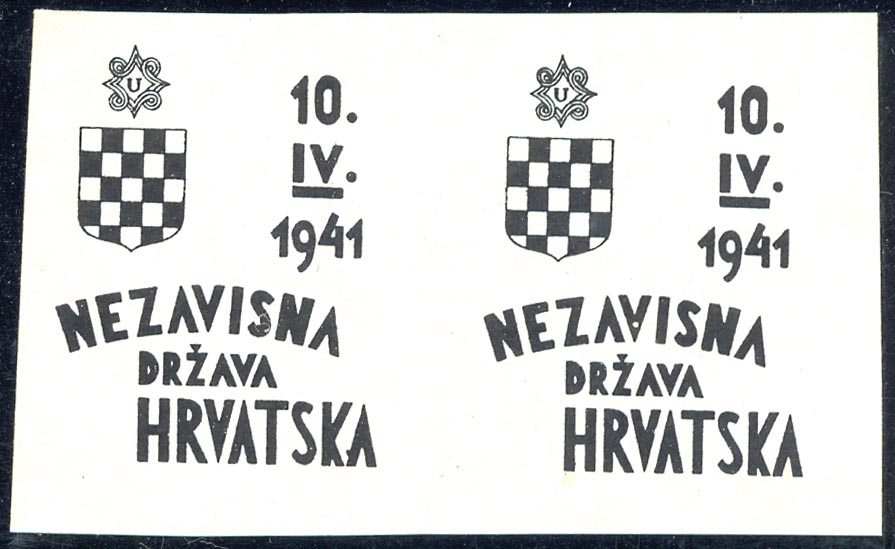 U
10.
IV.
1941
NEZAVISNA
DRŽAVA
HRVATSKA
U
10.
IV.
1941
NEZAVISNA
DRŽAVA
HRVATSKA